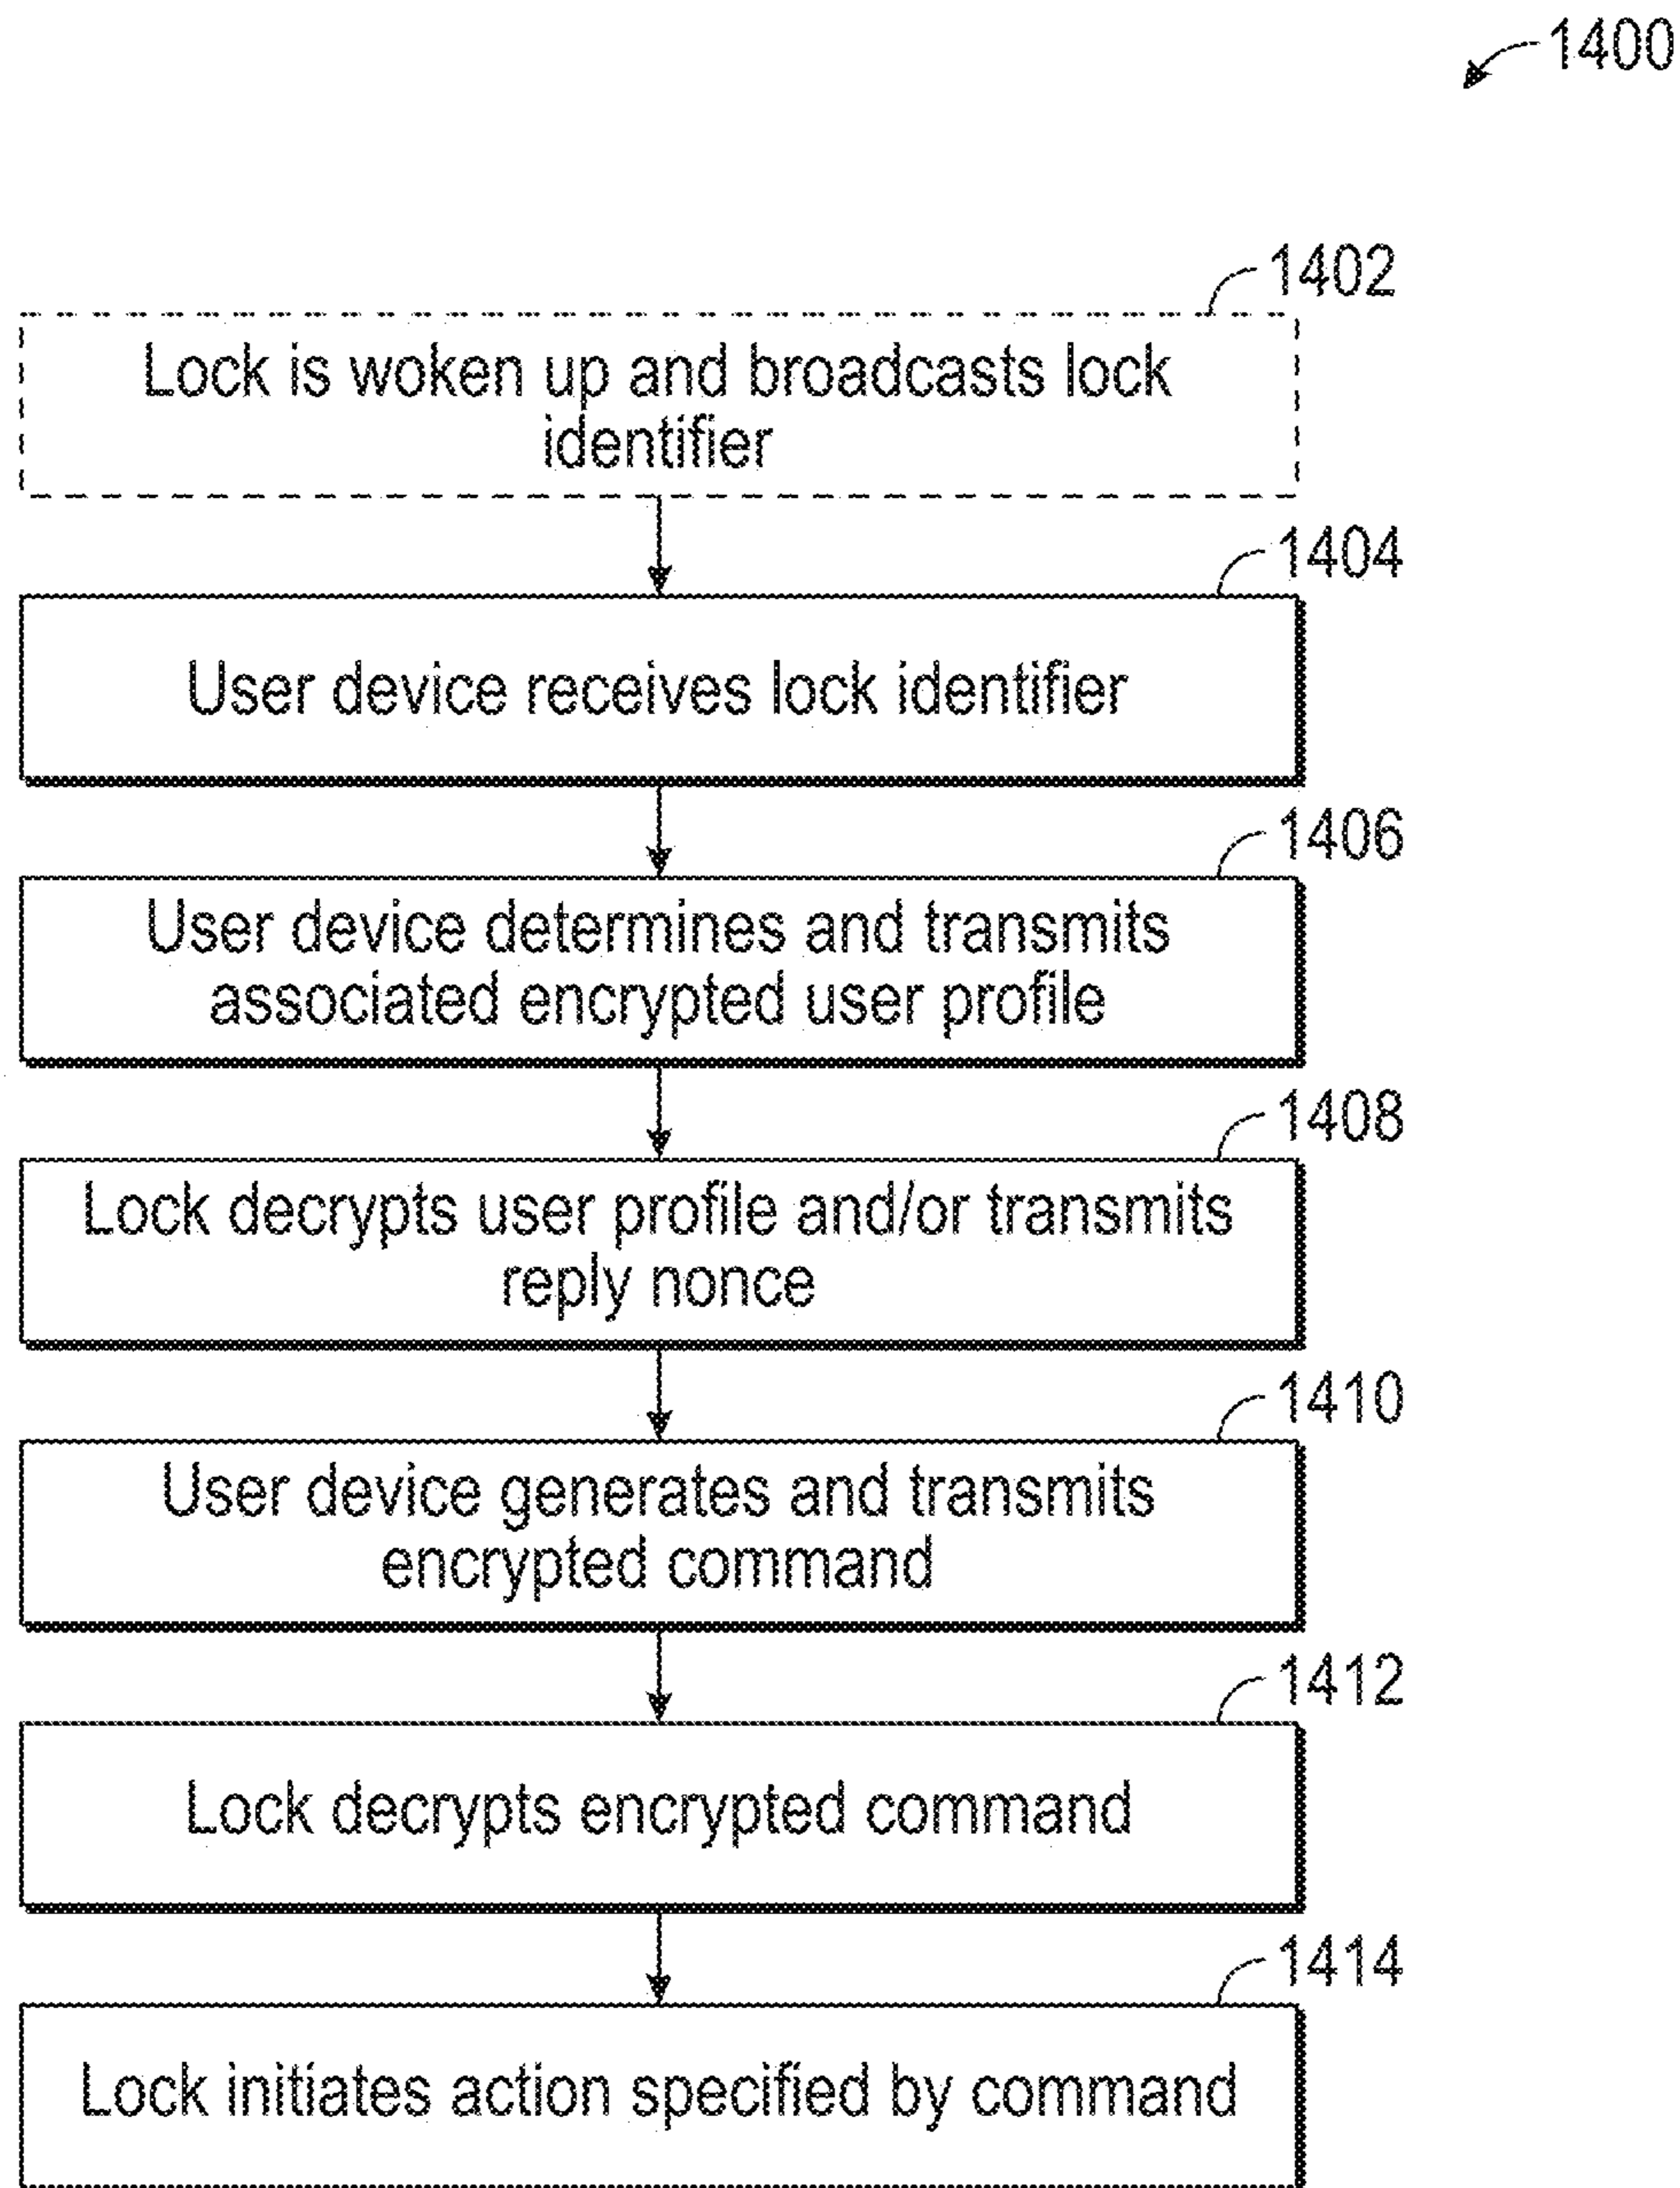 1400
1402
Lock is woken up and broadcasts lock
identifier
1404
User device receives lock identifier
1406
User device determines and transmits
associated encrypted user profile
1408
Lock decrypts user profile and/or transmits
reply nonce
1410
User device generates and transmits
encrypted command
1412
Lock decrypts encrypted command
1414
Lock initiates action specified by command